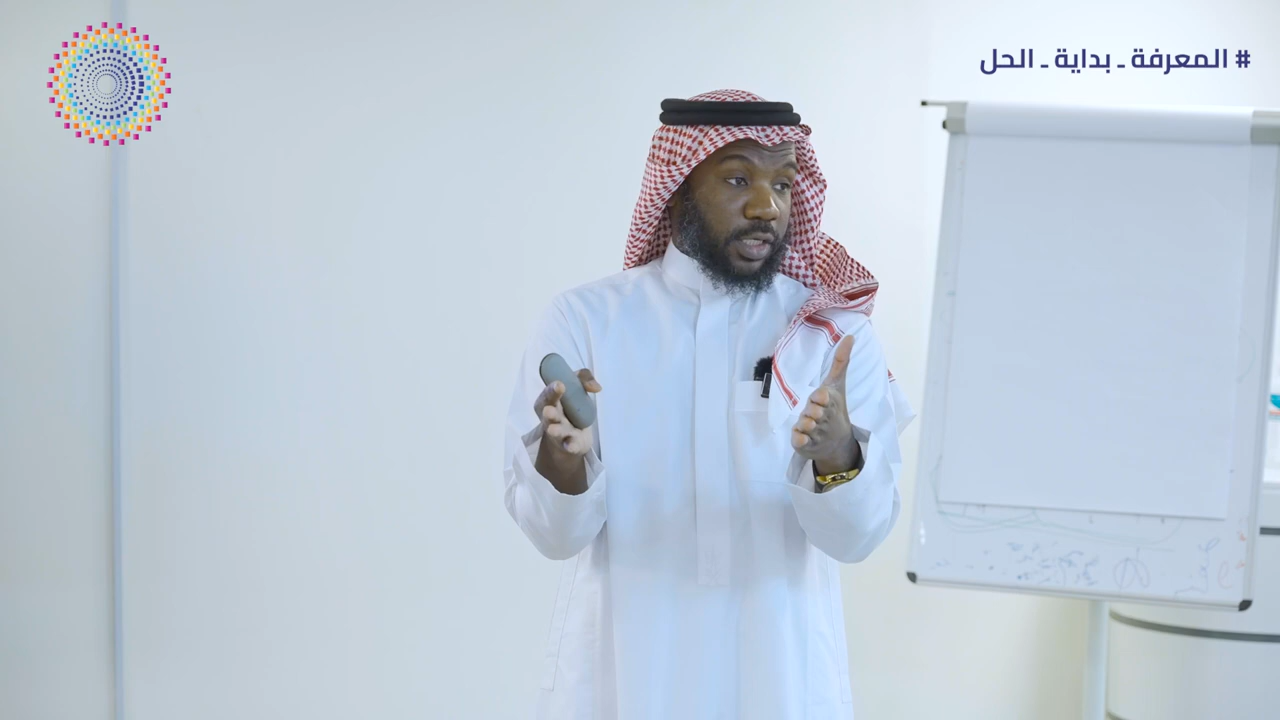 # المعرفة ـ بداية ـ الحل